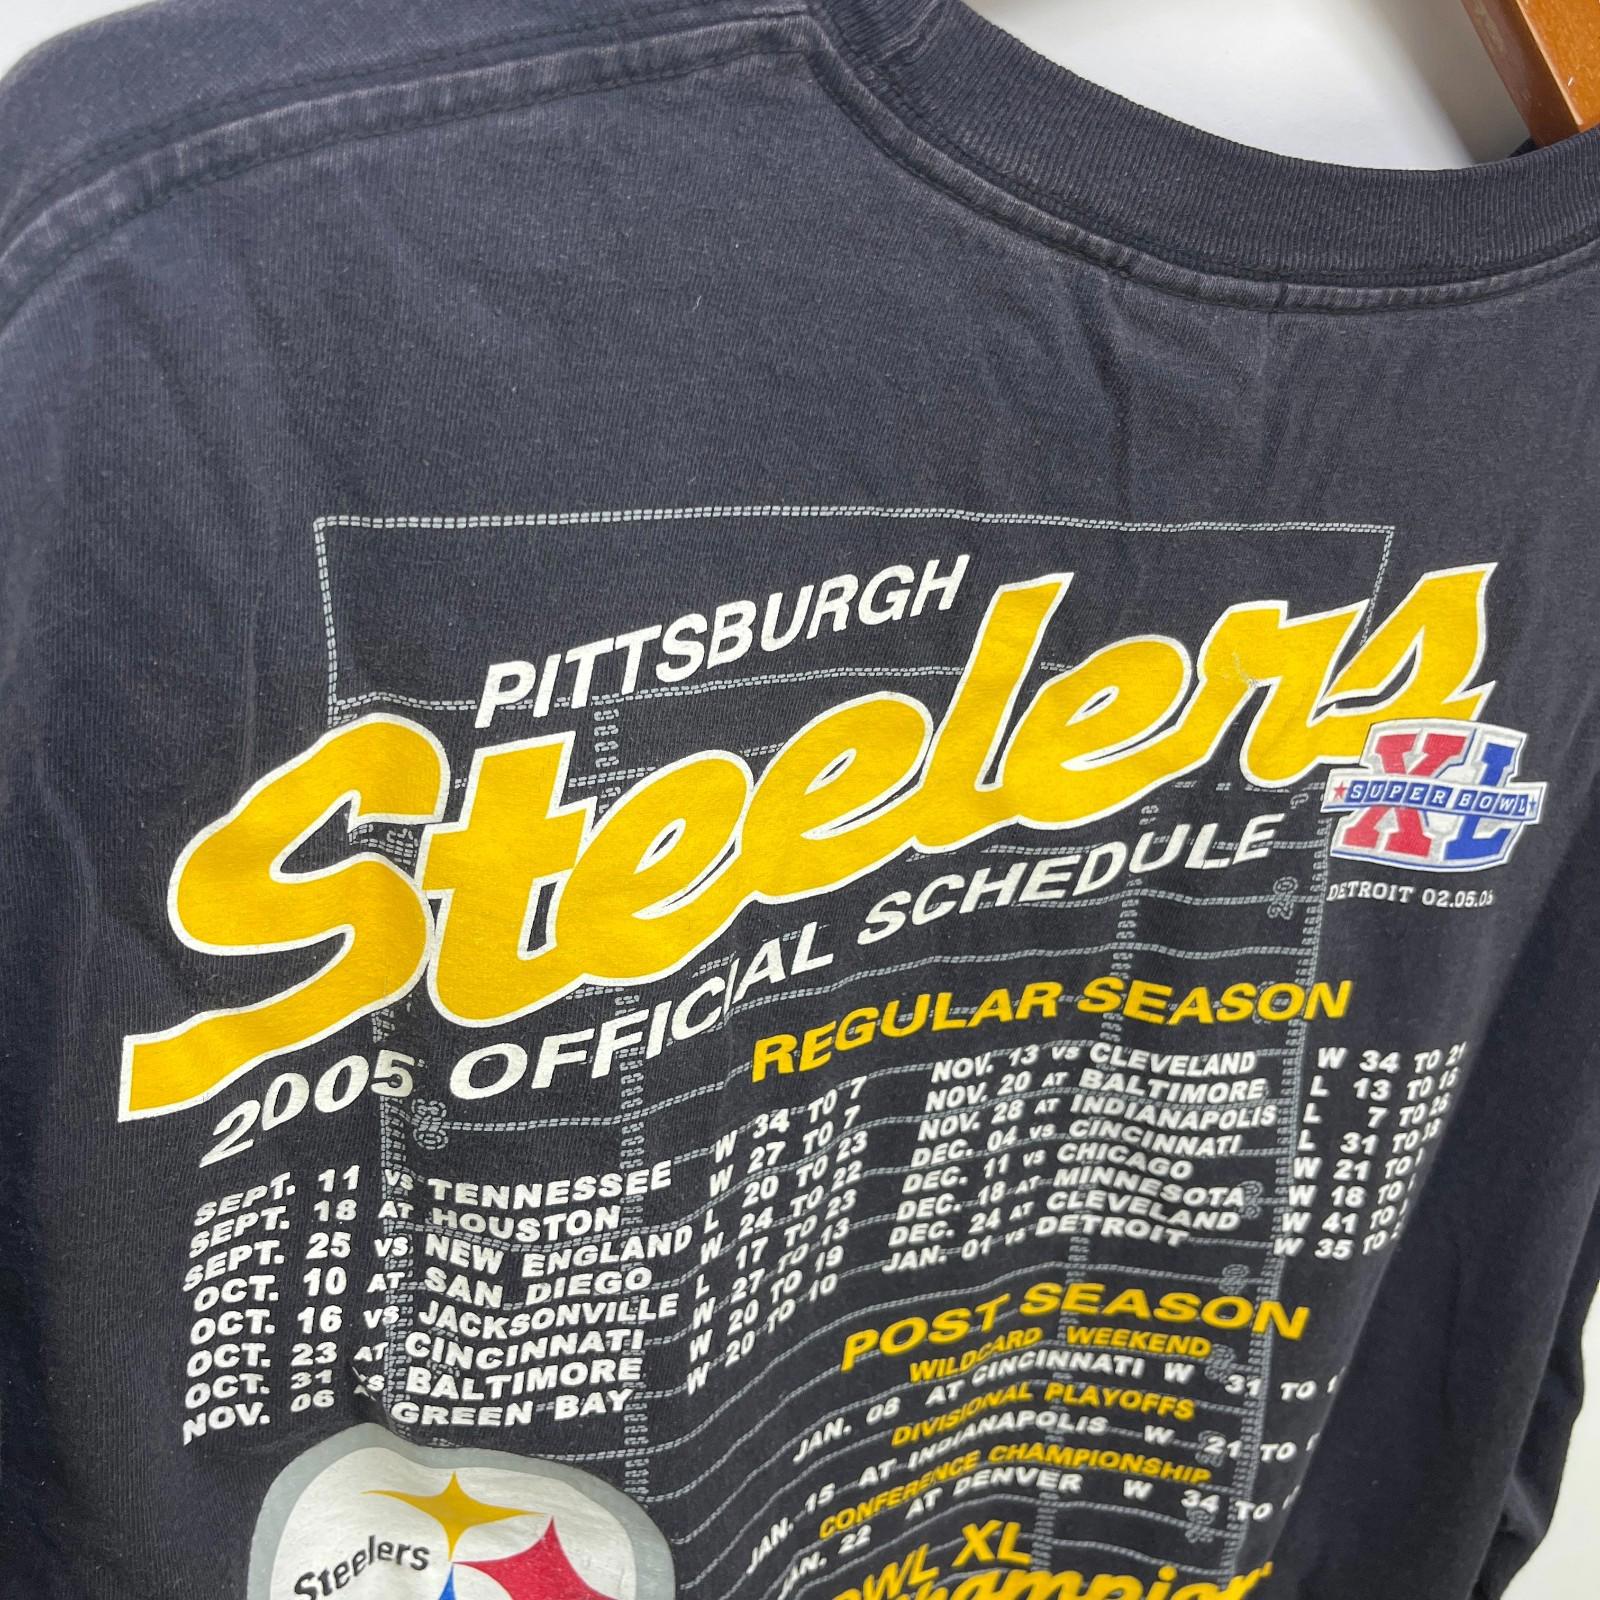 PITTSBURGH
Steelers
XL
SUPER BOWL
DETROIT 02.05.06
2005 OFFICIAL SCHEDULE
REGULAR SEASON
SEPT. 11 VS TENNESSEE W 34 TO 7
SEPT. 18 AT HOUSTON W 27 TO 7
SEPT. 25 VS NEW ENGLAND L 20 TO 23
OCT. 10 AT SAN DIEGO W 24 TO 22
OCT. 16 VS JACKSONVILLE L 17 TO 23
OCT. 23 AT CINCINNATI W 27 TO 13
OCT. 31 VS BALTIMORE W 20 TO 19
NOV. 06 GREEN BAY W 20 TO 10
NOV. 13 VS CLEVELAND W 34 TO 21
NOV. 20 AT BALTIMORE L 13 TO 16
NOV. 28 AT INDIANAPOLIS L 7 TO 26
DEC. 04 VS CINCINNATI L 31 TO 38
DEC. 11 VS CHICAGO W 21 TO
DEC. 18 AT MINNESOTA W 18 TO
DEC. 24 AT CLEVELAND W 41 TO
JAN. 01 VS DETROIT W 35 TO
POST SEASON
WILDCARD WEEKEND
JAN. 08 AT CINCINNATI W 31 TO
DIVISIONAL PLAYOFFS
JAN. 15 AT INDIANAPOLIS W 21 TO
CONFERENCE CHAMPIONSHIP
JAN. 22 AT DENVER W 34 TO
Steelers
XL